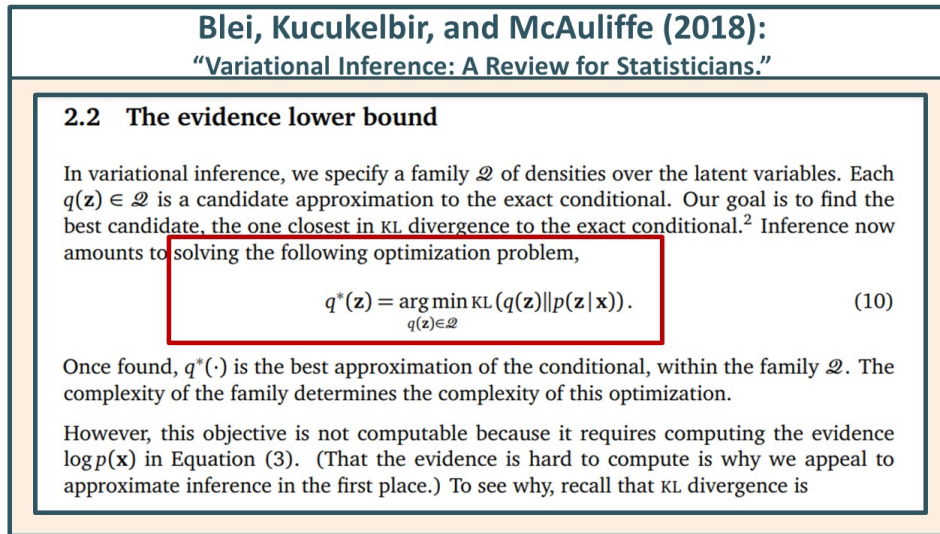 Blei, Kucukelbir, and McAuliffe (2018):
“Variational Inference: A Review for Statisticians.”
2.2 The evidence lower bound
In variational inference, we specify a family 𝒬 of densities over the latent variables. Each
q(𝐳) ∈ 𝒬 is a candidate approximation to the exact conditional. Our goal is to find the
best candidate, the one closest in KL divergence to the exact conditional.² Inference now
amounts to solving the following optimization problem,
q*(𝐳) = arg min KL(q(𝐳)||p(𝐳|𝐱)). (10)
q(𝐳)∈𝒬
Once found, q*(·) is the best approximation of the conditional, within the family 𝒬. The
complexity of the family determines the complexity of this optimization.
However, this objective is not computable because it requires computing the evidence
log p(𝐱) in Equation (3). (That the evidence is hard to compute is why we appeal to
approximate inference in the first place.) To see why, recall that KL divergence is